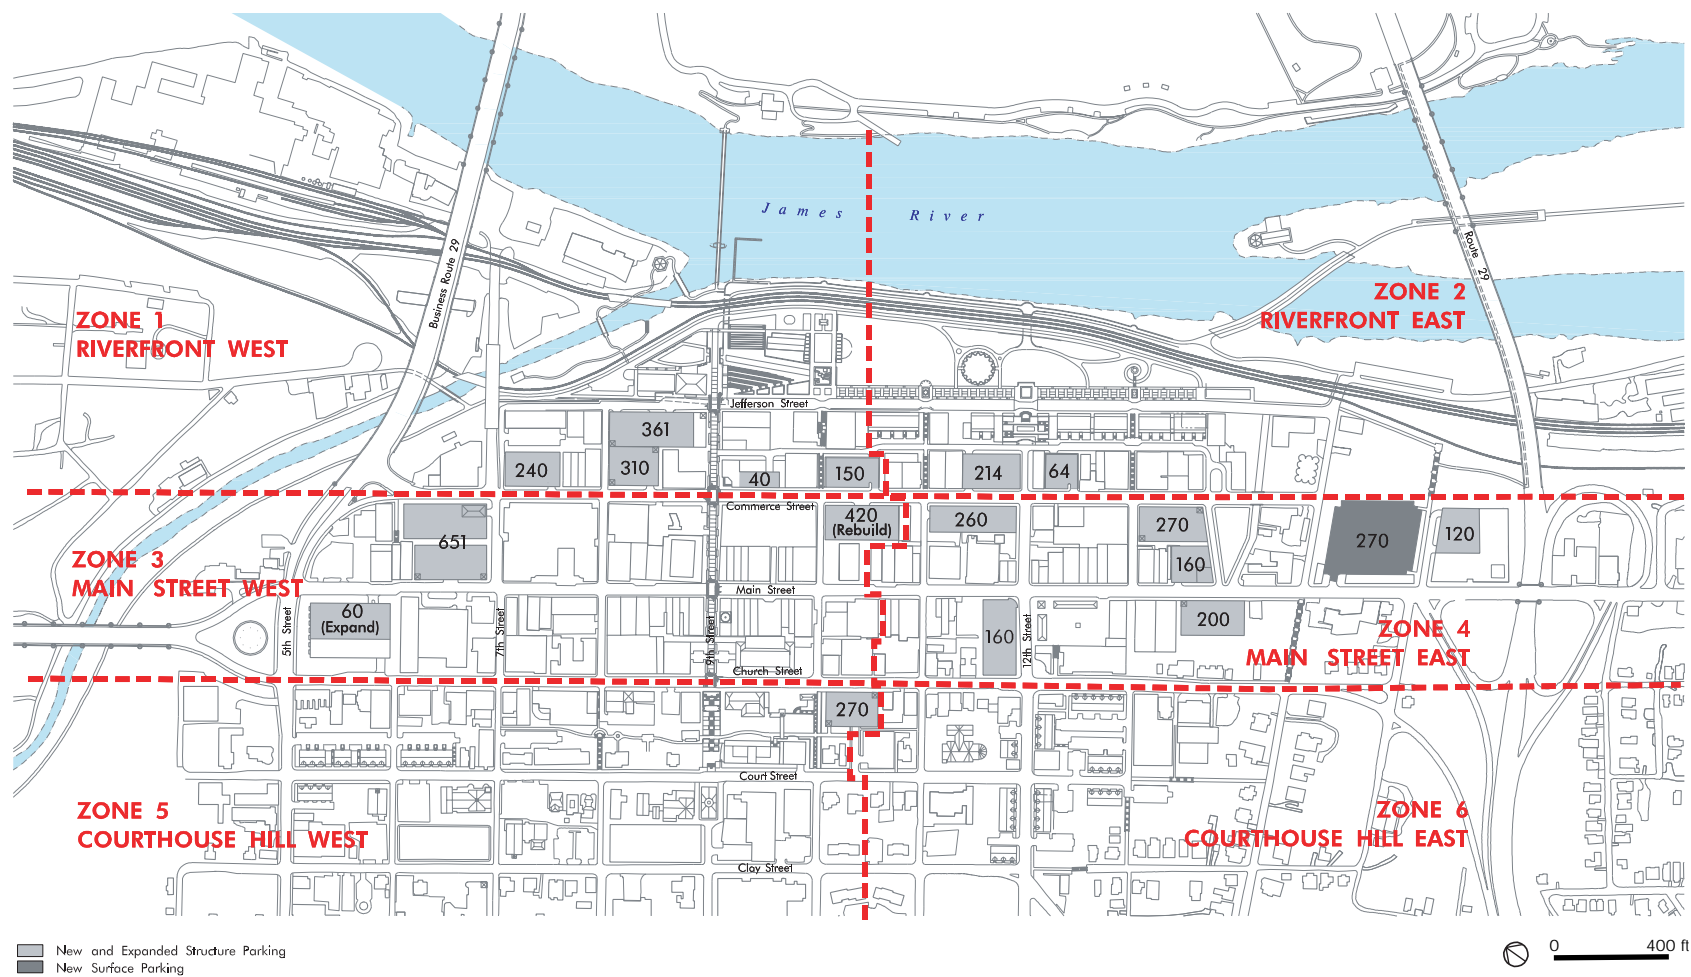 James River
Business Route 29
Route 29
ZONE 1
RIVERFRONT WEST
ZONE 2
RIVERFRONT EAST
Jefferson Street
361
240
310
40
150
214
64
Commerce Street
651
420
(Rebuild)
260
270
160
270
120
ZONE 3
MAIN STREET WEST
Main Street
5th Street
60
(Expand)
7th Street
9th Street
160
12th Street
200
ZONE 4
MAIN STREET EAST
Church Street
270
Court Street
ZONE 5
COURTHOUSE HILL WEST
ZONE 6
COURTHOUSE HILL EAST
Clay Street
New and Expanded Structure Parking
New Surface Parking
0 400 ft